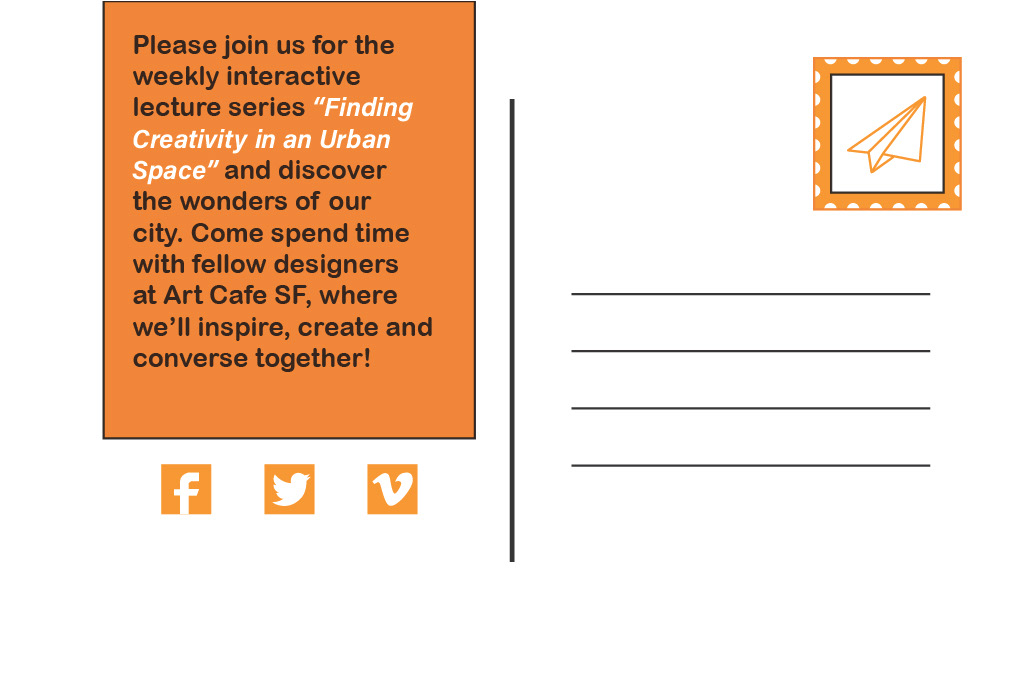 Please join us for the
weekly interactive
lecture series “Finding
Creativity in an Urban
Space” and discover
the wonders of our
city. Come spend time
with fellow designers
at Art Cafe SF, where
we’ll inspire, create and
converse together!